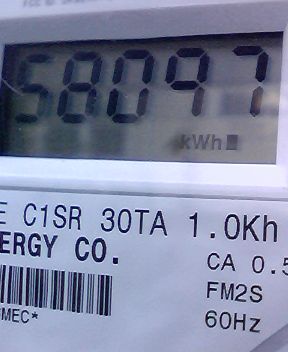 58097
kWh
E C1SR 30TA 1.0Kh
ERGY CO.
CA 0.5
FM2S
MEC*
60Hz